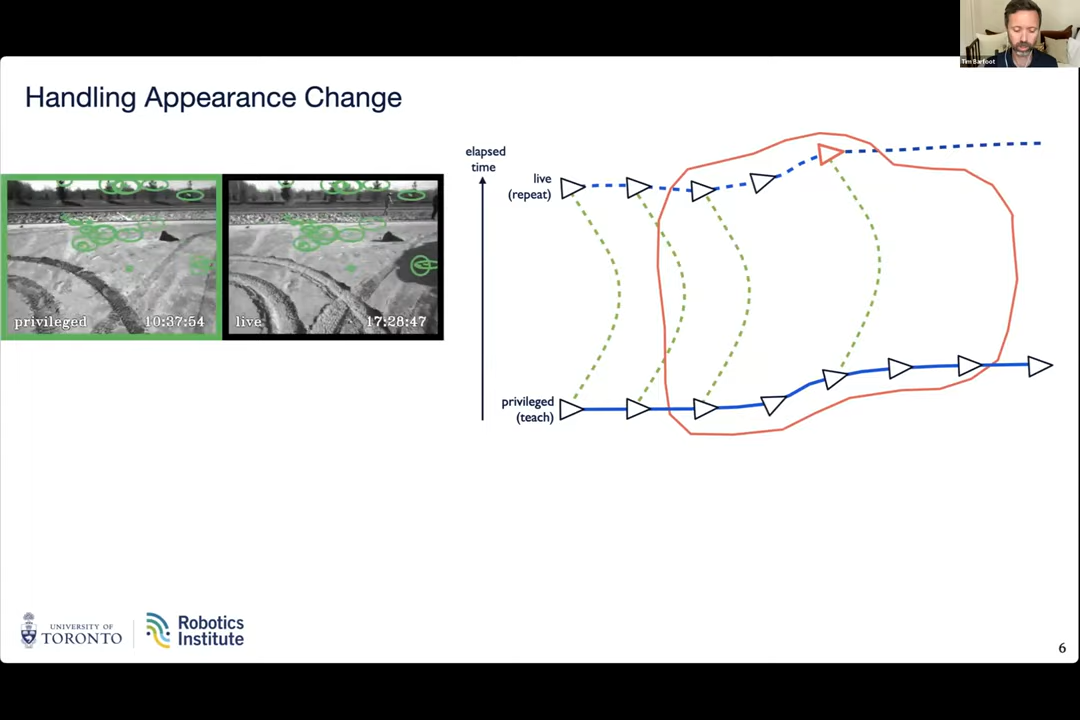 Tim Barfoot
Handling Appearance Change
elapsed
time
live
(repeat)
privileged
10:37:54
live
17:28:47
privileged
(teach)
UNIVERSITY OF
TORONTO
Robotics
Institute
6